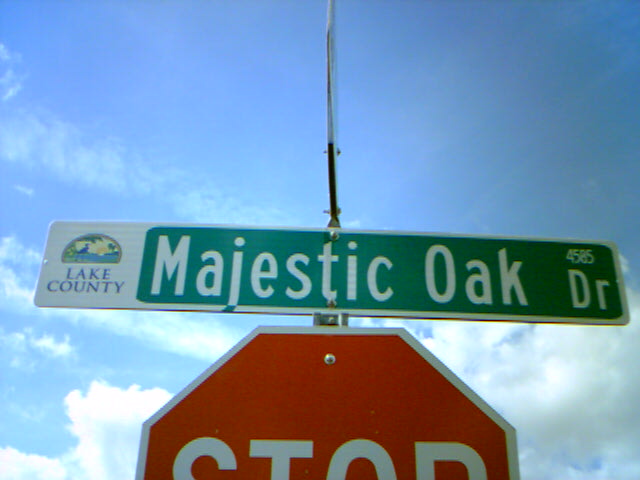 LAKE
COUNTY
Majestic Oak Dr
4585
STOP